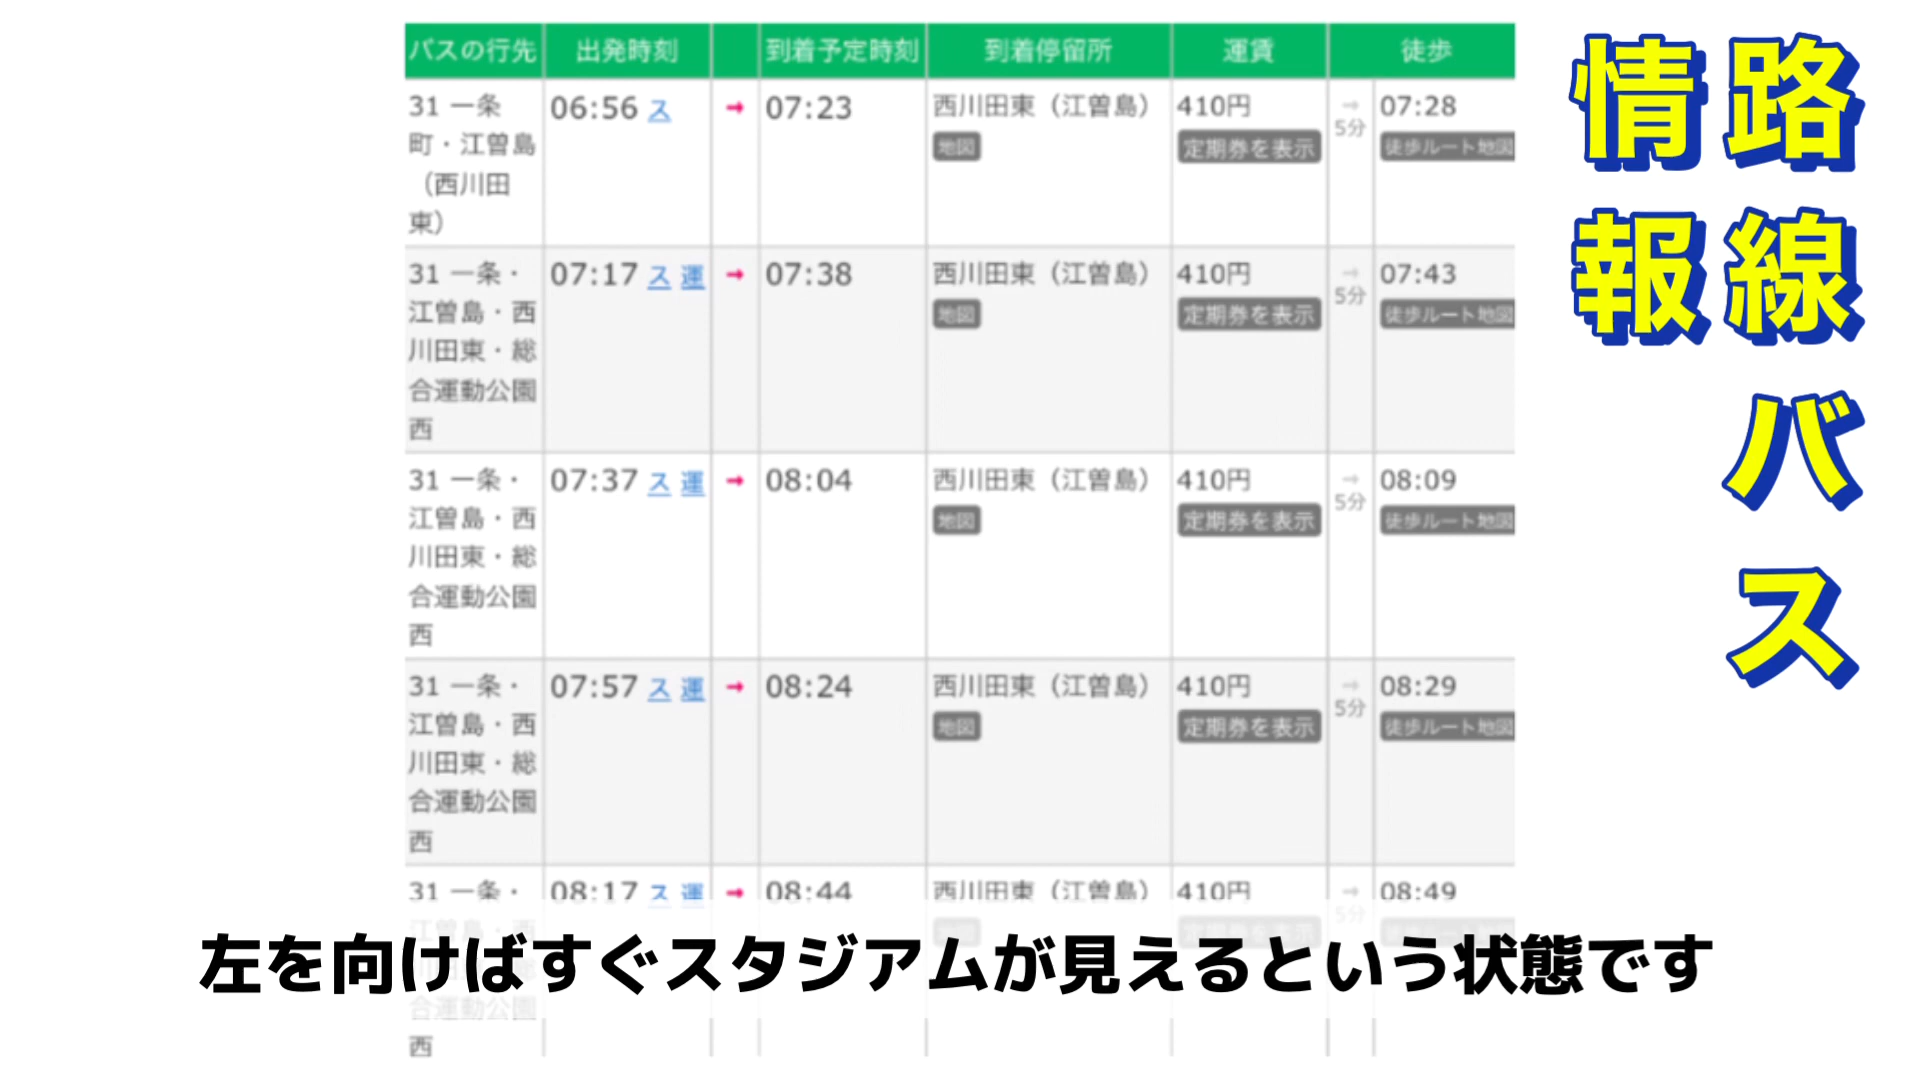 バスの行先 出発時刻 到着予定時刻 到着停留所 運賃 徒歩
31 一条 06:56 ス → 07:23 西川田東（江曽島） 410円 → 07:28
町・江曽島 地図 定期券を表示 5分 徒歩ルート地図
（西川田
東）
31 一条・ 07:17 ス 運 → 07:38 西川田東（江曽島） 410円 → 07:43
江曽島・西 地図 定期券を表示 5分 徒歩ルート地図
川田東・総
合運動公園
西
31 一条・ 07:37 ス 運 → 08:04 西川田東（江曽島） 410円 → 08:09
江曽島・西 地図 定期券を表示 5分 徒歩ルート地図
川田東・総
合運動公園
西
31 一条・ 07:57 ス 運 → 08:24 西川田東（江曽島） 410円 → 08:29
江曽島・西 地図 定期券を表示 5分 徒歩ルート地図
川田東・総
合運動公園
西
31 一条・ 08:17 ス 運 → 08:44 西川田東（江曽島） 410円 → 08:49
江曽島・西 5分
合運動公園
西
路線バス
情報
左を向けばすぐスタジアムが見えるという状態です